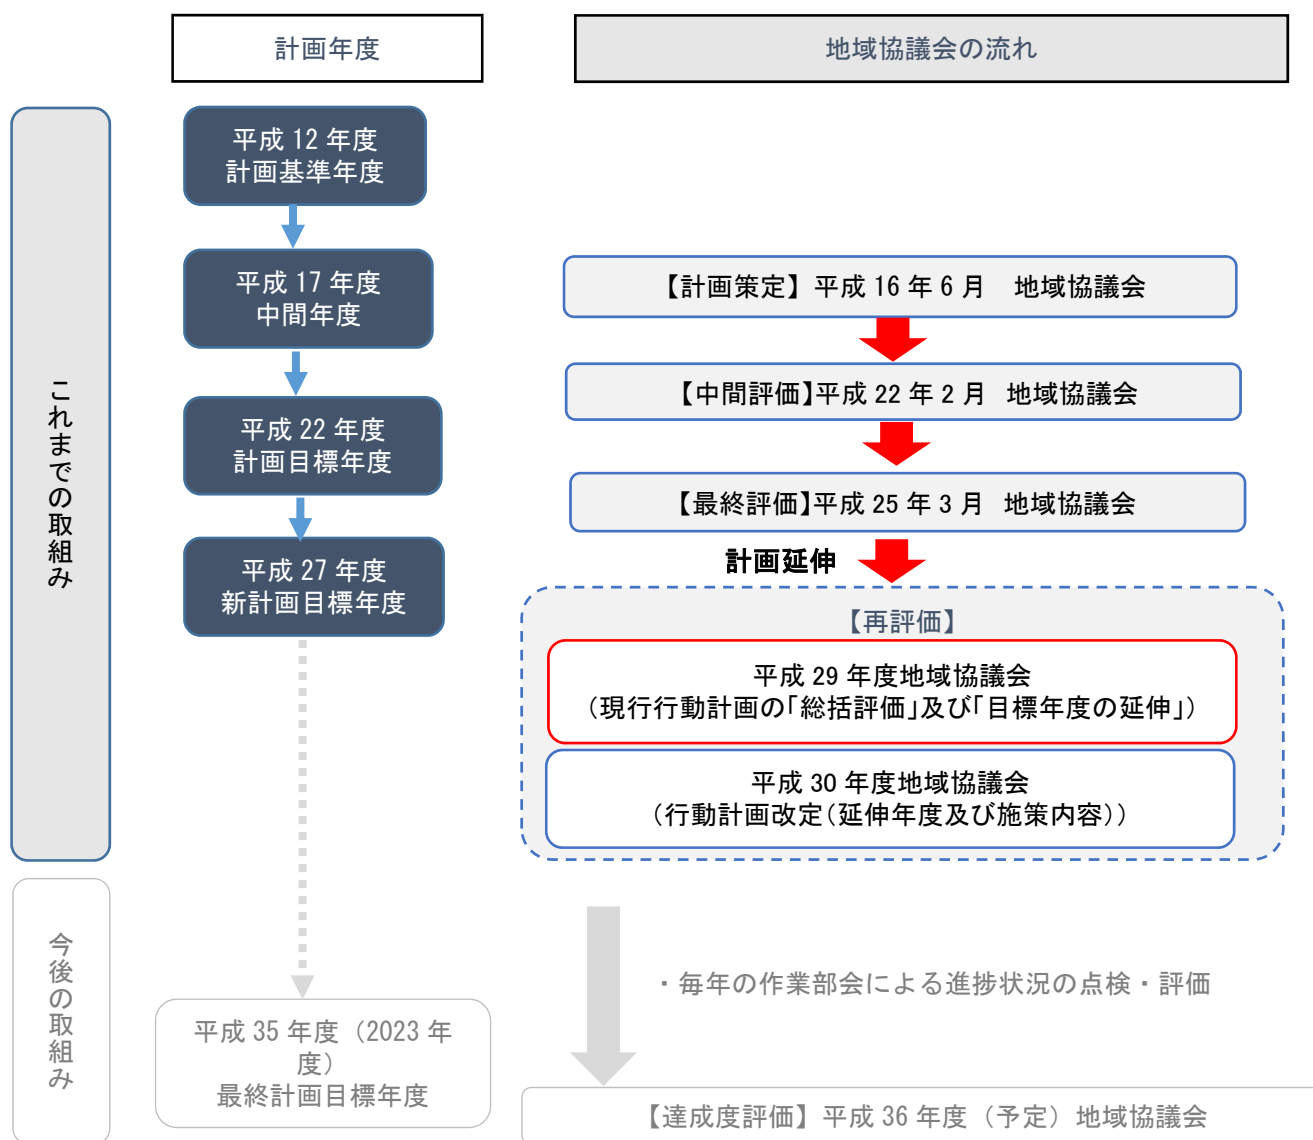 計画年度
地域協議会の流れ
これまでの取組み
平成 12 年度
計画基準年度
平成 17 年度
中間年度
平成 22 年度
計画目標年度
平成 27 年度
新計画目標年度
【計画策定】平成 16 年 6 月　地域協議会
【中間評価】平成 22 年 2 月　地域協議会
【最終評価】平成 25 年 3 月　地域協議会
計画延伸
【再評価】
平成 29 年度地域協議会
（現行行動計画の「総括評価」及び「目標年度の延伸」）
平成 30 年度地域協議会
（行動計画改定（延伸年度及び施策内容））
今後の取組み
平成 35 年度（2023 年
度）
最終計画目標年度
・毎年の作業部会による進捗状況の点検・評価
【達成度評価】平成 36 年度（予定）地域協議会